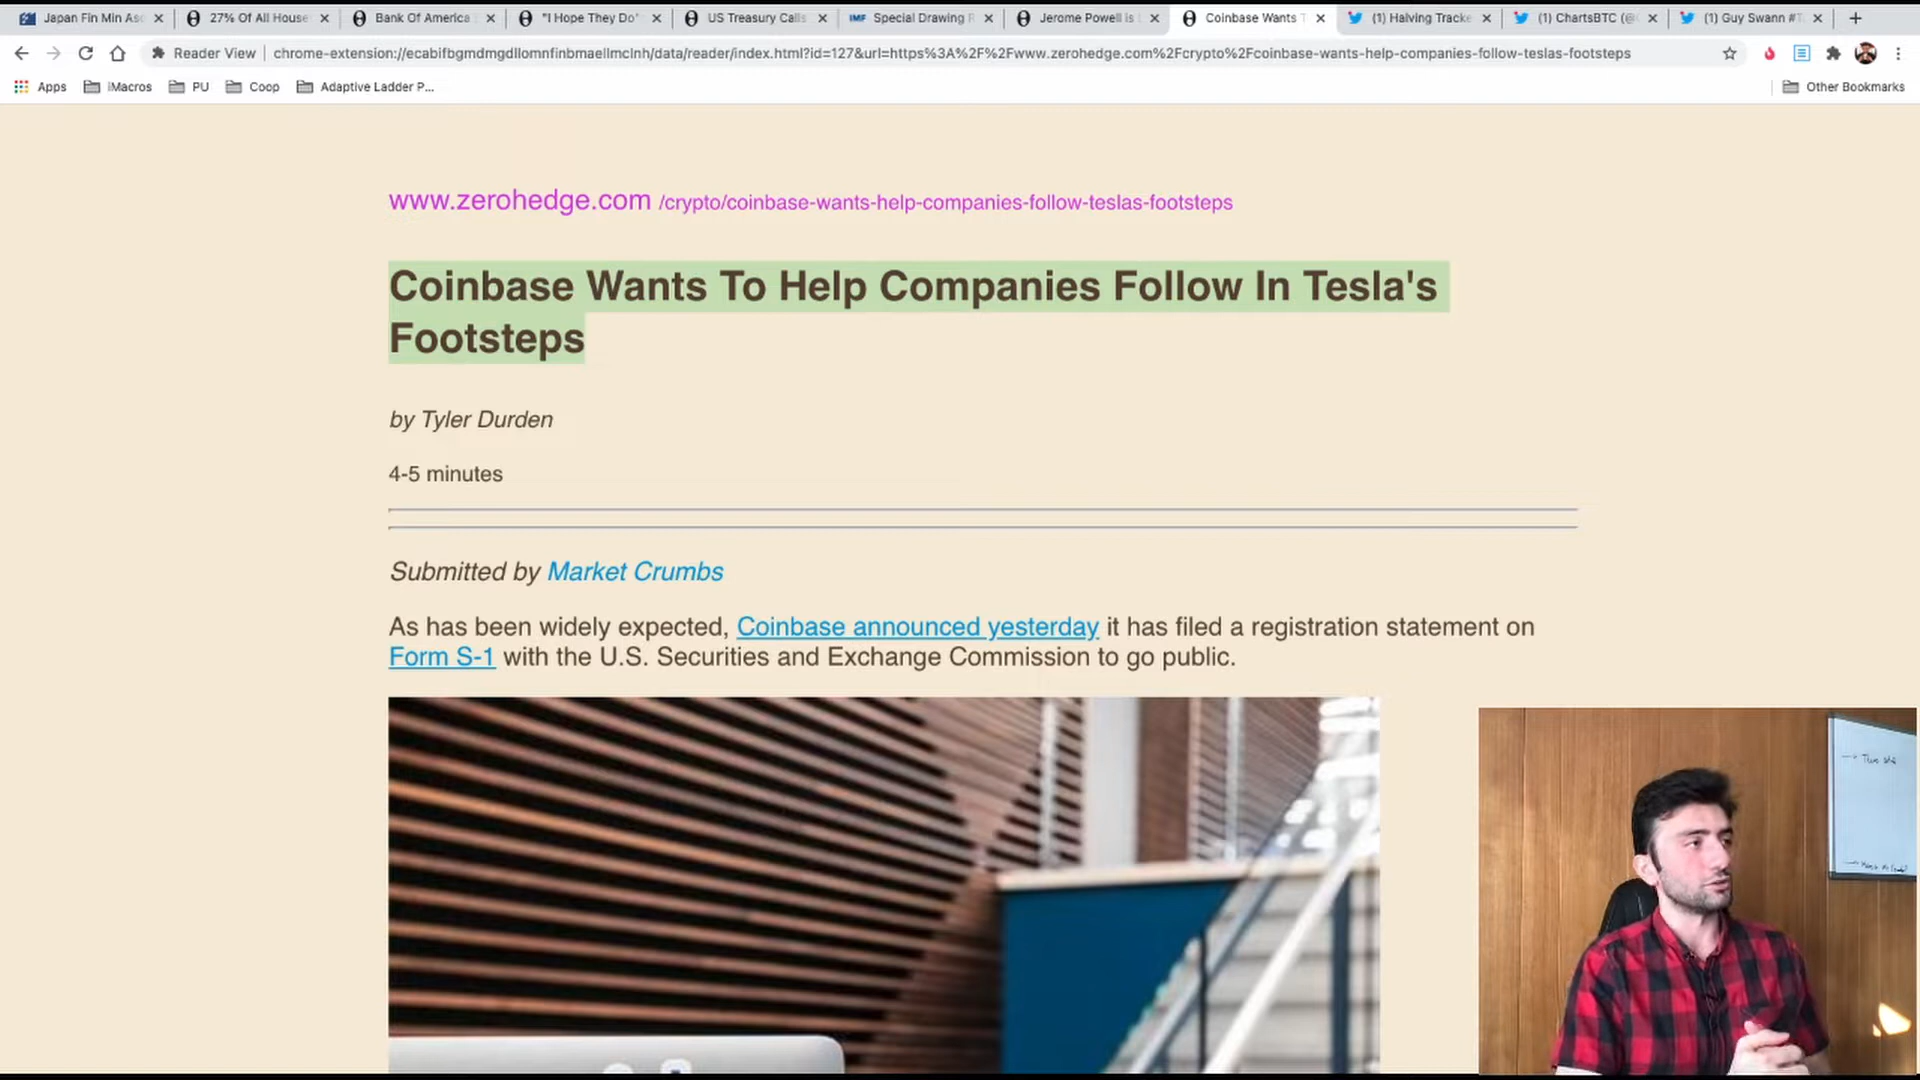 Japan Fin Min Aso
27% Of All House
Bank Of America
"I Hope They Do"
US Treasury Calls
IMF Special Drawing R
Jerome Powell is
Coinbase Wants T
(1) Halving Tracke
(1) ChartsBTC (@
(1) Guy Swann #T
Reader View
chrome-extension://ecabifbgmdmgdllomnfinbmaellmclnh/data/reader/index.html?id=127&url=https%3A%2F%2Fwww.zerohedge.com%2Fcrypto%2Fcoinbase-wants-help-companies-follow-teslas-footsteps
Apps
iMacros
PU
Coop
Adaptive Ladder P...
Other Bookmarks
www.zerohedge.com /crypto/coinbase-wants-help-companies-follow-teslas-footsteps
Coinbase Wants To Help Companies Follow In Tesla's
Footsteps
by Tyler Durden
4-5 minutes
Submitted by Market Crumbs
As has been widely expected, Coinbase announced yesterday it has filed a registration statement on
Form S-1 with the U.S. Securities and Exchange Commission to go public.